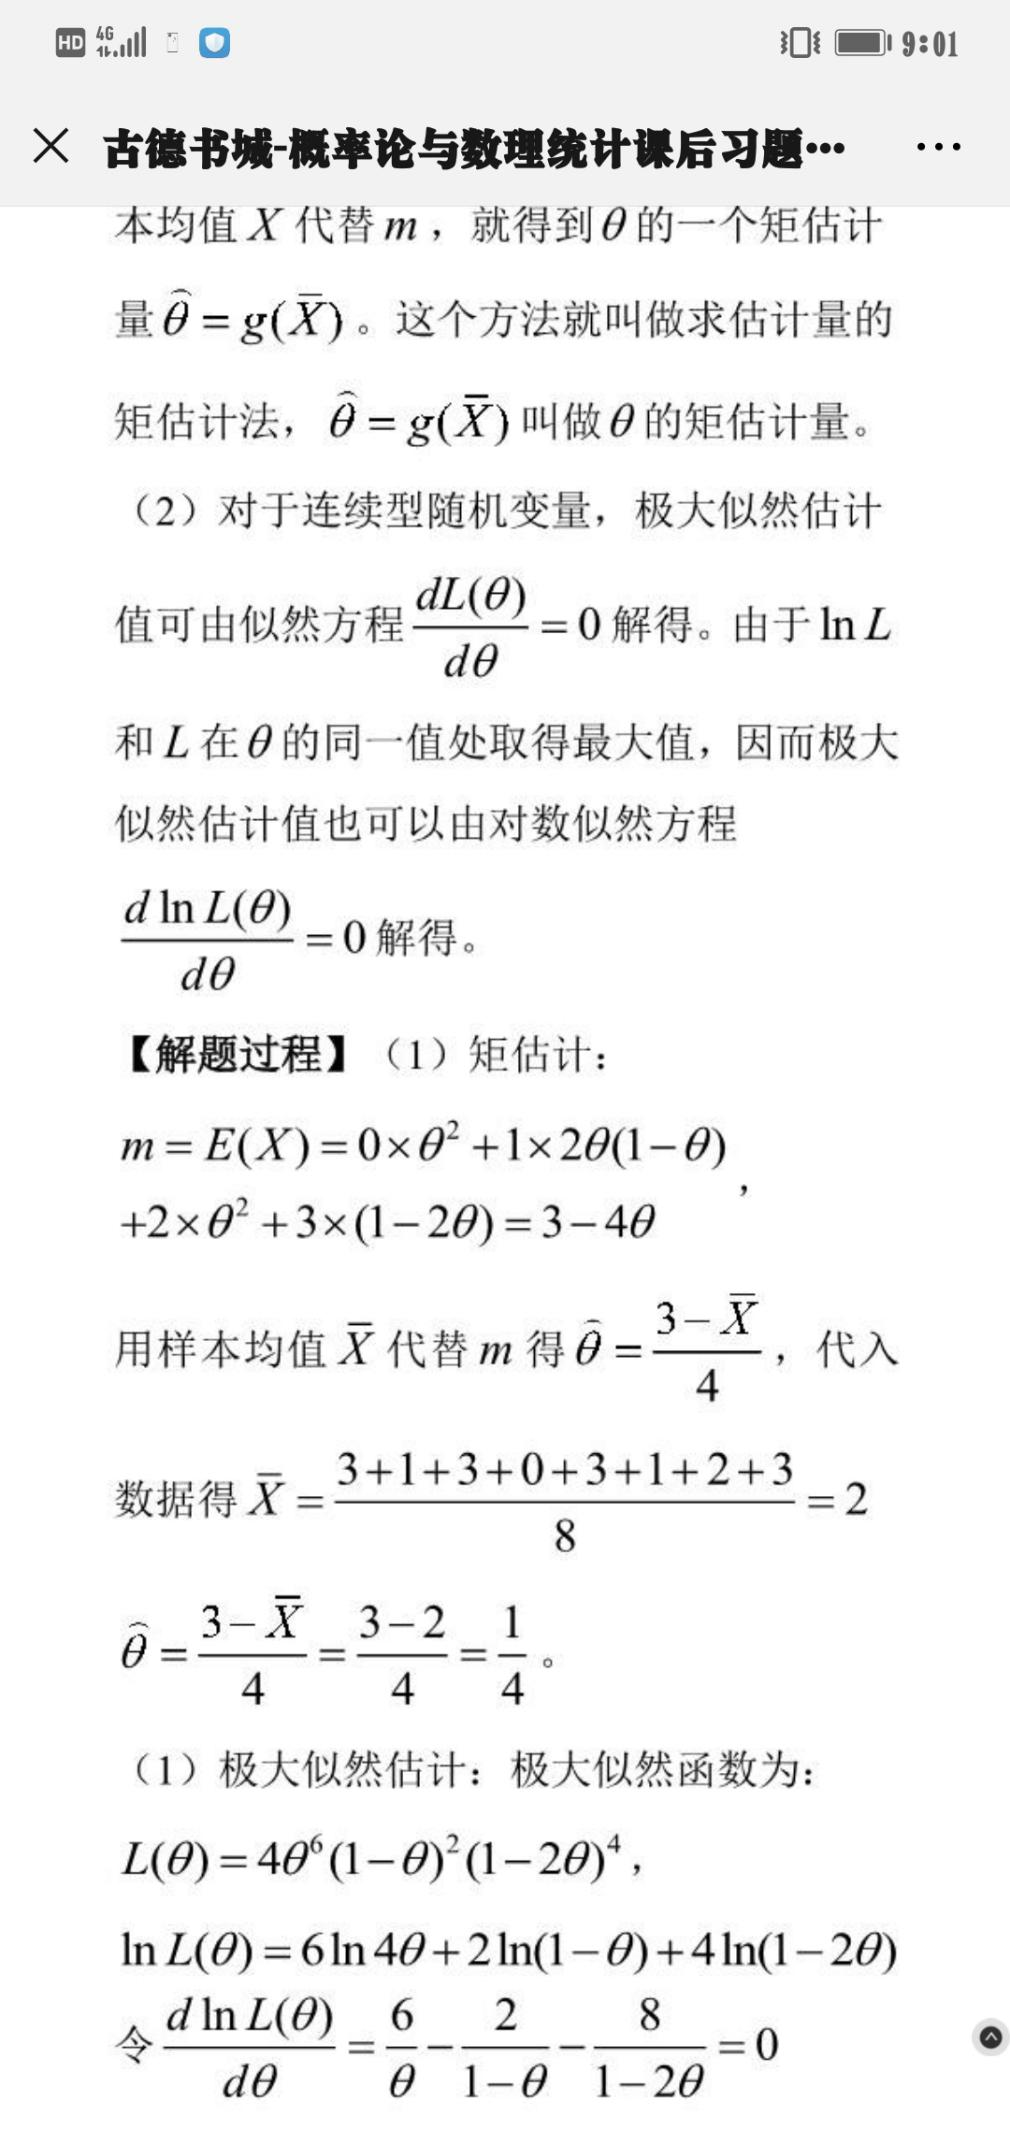 HD 4G 9:01
古德书城-概率论与数理统计课后习题… ...
本均值 X 代替 m ，就得到 θ 的一个矩估计
量 θ̂ = g(X̄) 。这个方法就叫做求估计量的
矩估计法， θ̂ = g(X̄) 叫做 θ 的矩估计量。
（2）对于连续型随机变量，极大似然估计
值可由似然方程 dL(θ)/dθ = 0 解得。由于 ln L
和 L 在 θ 的同一值处取得最大值，因而极大
似然估计值也可以由对数似然方程
d ln L(θ)/dθ = 0 解得。
【解题过程】（1）矩估计：
m = E(X) = 0×θ² +1×2θ(1−θ)
+2×θ² +3×(1−2θ) = 3−4θ ，
用样本均值 X̄ 代替 m 得 θ̂ = (3−X̄)/4 ，代入
数据得 X̄ = (3+1+3+0+3+1+2+3)/8 = 2
θ̂ = (3−X̄)/4 = (3−2)/4 = 1/4 。
（1）极大似然估计：极大似然函数为：
L(θ) = 4θ⁶(1−θ)²(1−2θ)⁴ ，
ln L(θ) = 6 ln 4θ + 2 ln(1−θ) + 4 ln(1−2θ)
令 d ln L(θ)/dθ = 6/θ − 2/(1−θ) − 8/(1−2θ) = 0